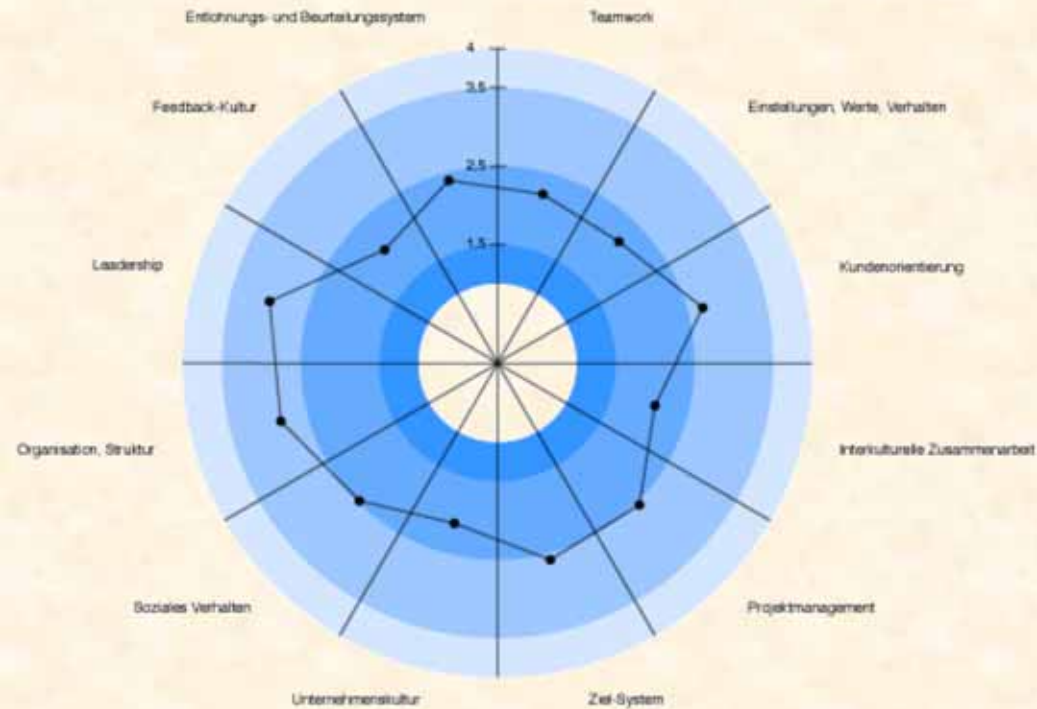 Entlohnungs- und Beurteilungssystem
Teamwork
4
3,5
Feedback-Kultur
Einstellungen, Werte, Verhalten
2,5
1,5
Leadership
Kundenorientierung
Organisation, Struktur
Interkulturelle Zusammenarbeit
Soziales Verhalten
Projektmanagement
Unternehmenskultur
Ziel-System